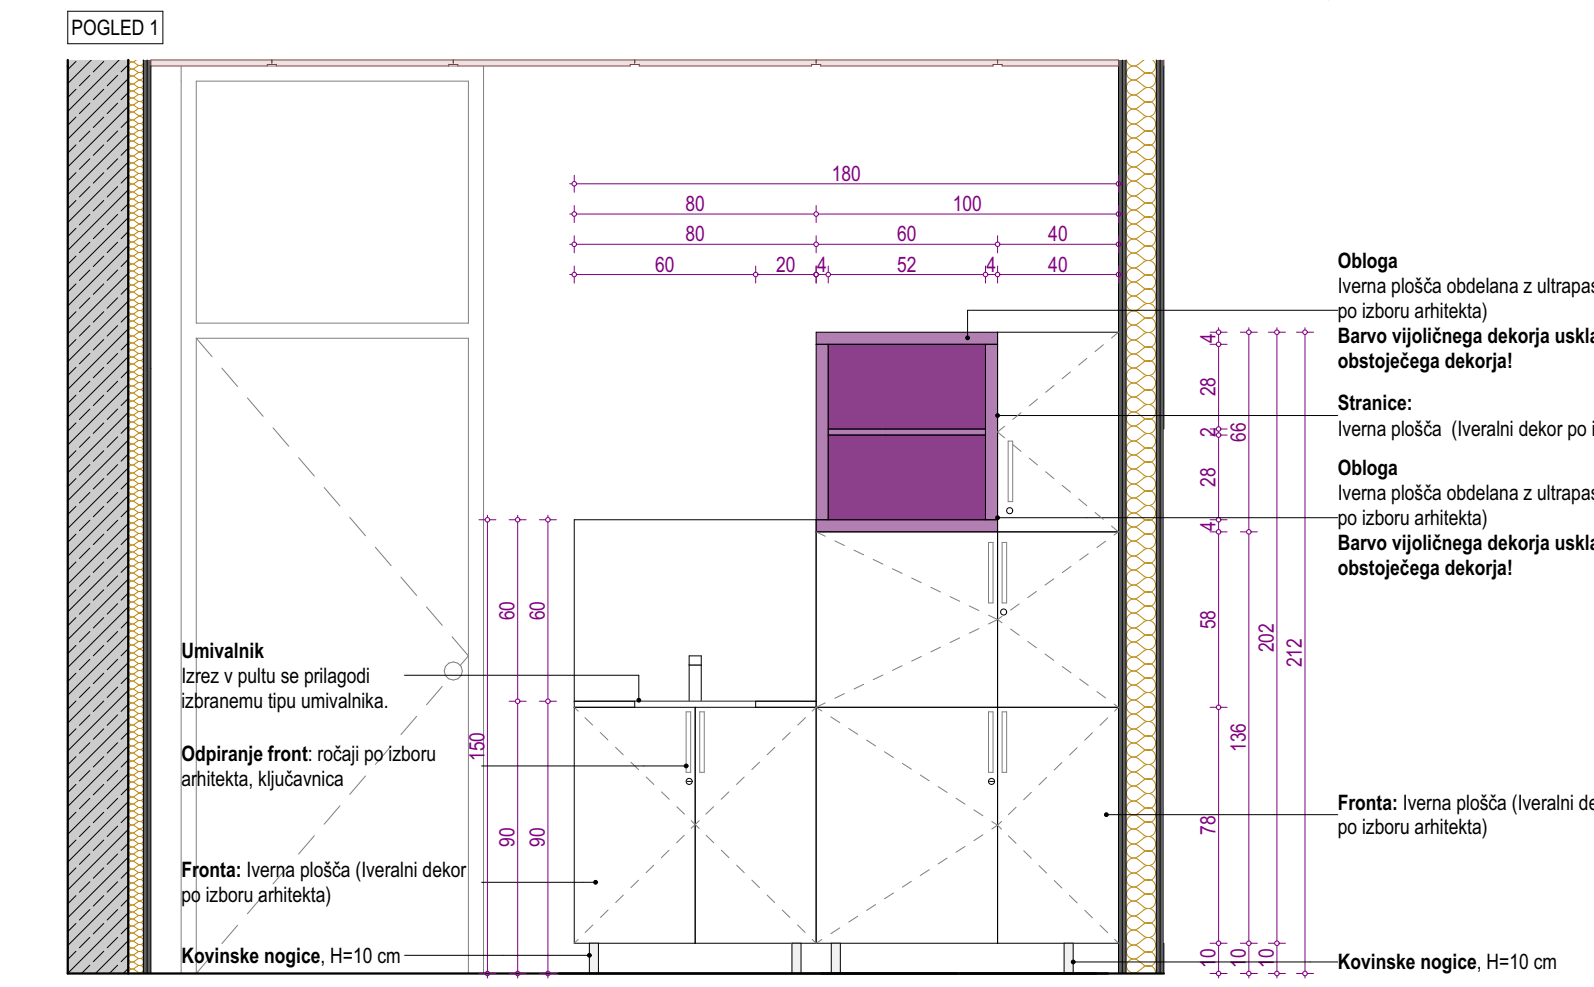 POGLED 1
180
80 100
80 60 40
60 20 4 52 4 40
Obloga
Iverna plošča obdelana z ultrapas
po izboru arhitekta)
Barvo vijoličnega dekorja uskla
obstoječega dekorja!
Stranice:
Iverna plošča (Iveralni dekor po i
Obloga
Iverna plošča obdelana z ultrapas
po izboru arhitekta)
Barvo vijoličnega dekorja uskla
obstoječega dekorja!
Fronta: Iverna plošča (Iveralni de
po izboru arhitekta)
Kovinske nogice, H=10 cm
4
28
2
28
4
58
78
10
66
136
10
202
10
212
Umivalnik
Izrez v pultu se prilagodi
izbranemu tipu umivalnika.
Odpiranje front: ročaji po izboru
arhitekta, ključavnica
Fronta: Iverna plošča (Iveralni dekor
po izboru arhitekta)
Kovinske nogice, H=10 cm
150
60
90
60
90